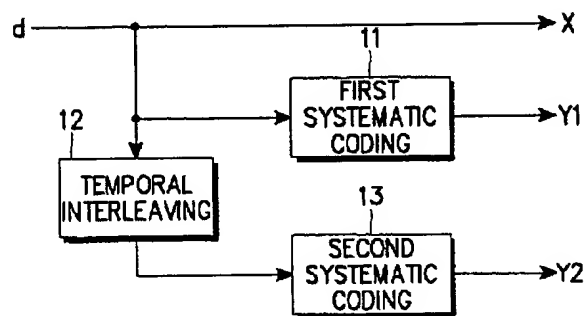 d
X
11
FIRST
SYSTEMATIC
CODING
Y1
12
TEMPORAL
INTERLEAVING
13
SECOND
SYSTEMATIC
CODING
Y2